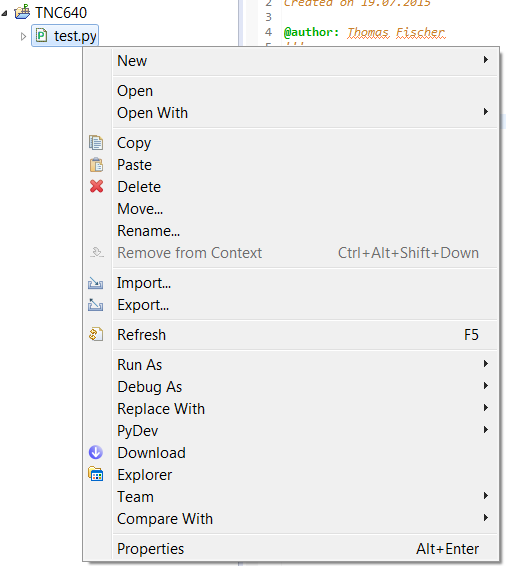 TNC640
test.py
2 Created on 19.07.2015
3
4 @author: Thomas Fischer
5 '''
New
Open
Open With
Copy
Paste
Delete
Move...
Rename...
Remove from Context Ctrl+Alt+Shift+Down
Import...
Export...
Refresh F5
Run As
Debug As
Replace With
PyDev
Download
Explorer
Team
Compare With
Properties Alt+Enter